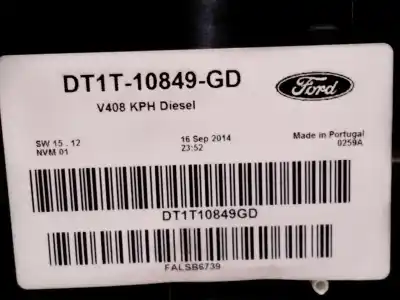 DT1T-10849-GD
Ford
V408 KPH Diesel
SW 15 . 12
NVM 01
16 Sep 2014
23:52
Made in Portugal
0259A
DT1T10849GD
FALSB6739